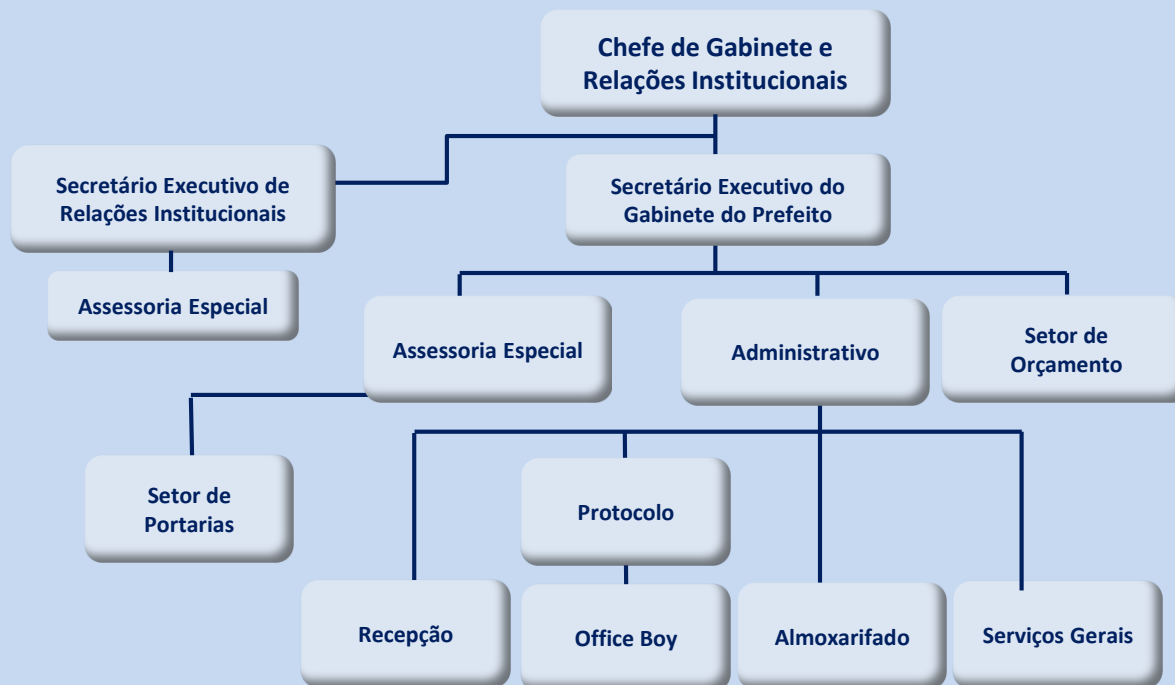 Chefe de Gabinete e
Relações Institucionais
Secretário Executivo de
Relações Institucionais
Secretário Executivo do
Gabinete do Prefeito
Assessoria Especial
Assessoria Especial
Administrativo
Setor de
Orçamento
Setor de
Portarias
Protocolo
Recepção
Office Boy
Almoxarifado
Serviços Gerais